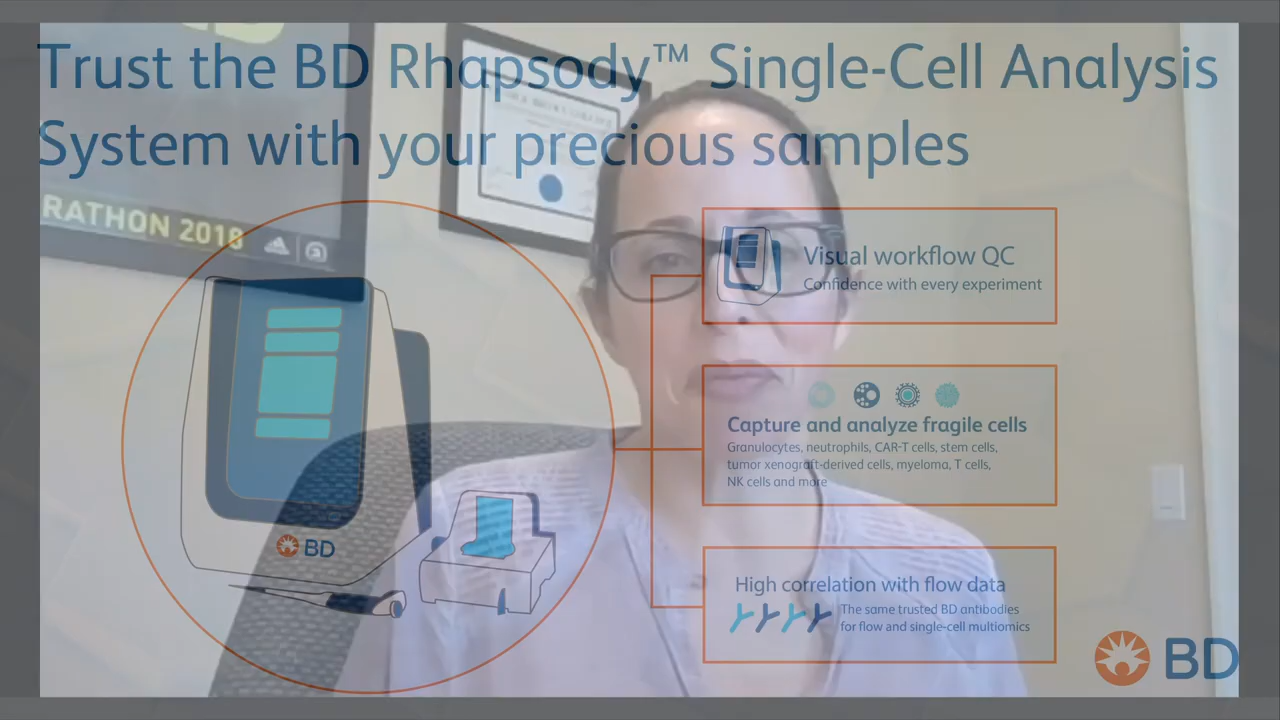 Trust the BD Rhapsody™ Single-Cell Analysis
System with your precious samples
RATHON 2018
Visual workflow QC
Confidence with every experiment
Capture and analyze fragile cells
Granulocytes, neutrophils, CAR-T cells, stem cells,
tumor xenograft-derived cells, myeloma, T cells,
NK cells and more
BD
High correlation with flow data
The same trusted BD antibodies
for flow and single-cell multiomics
BD